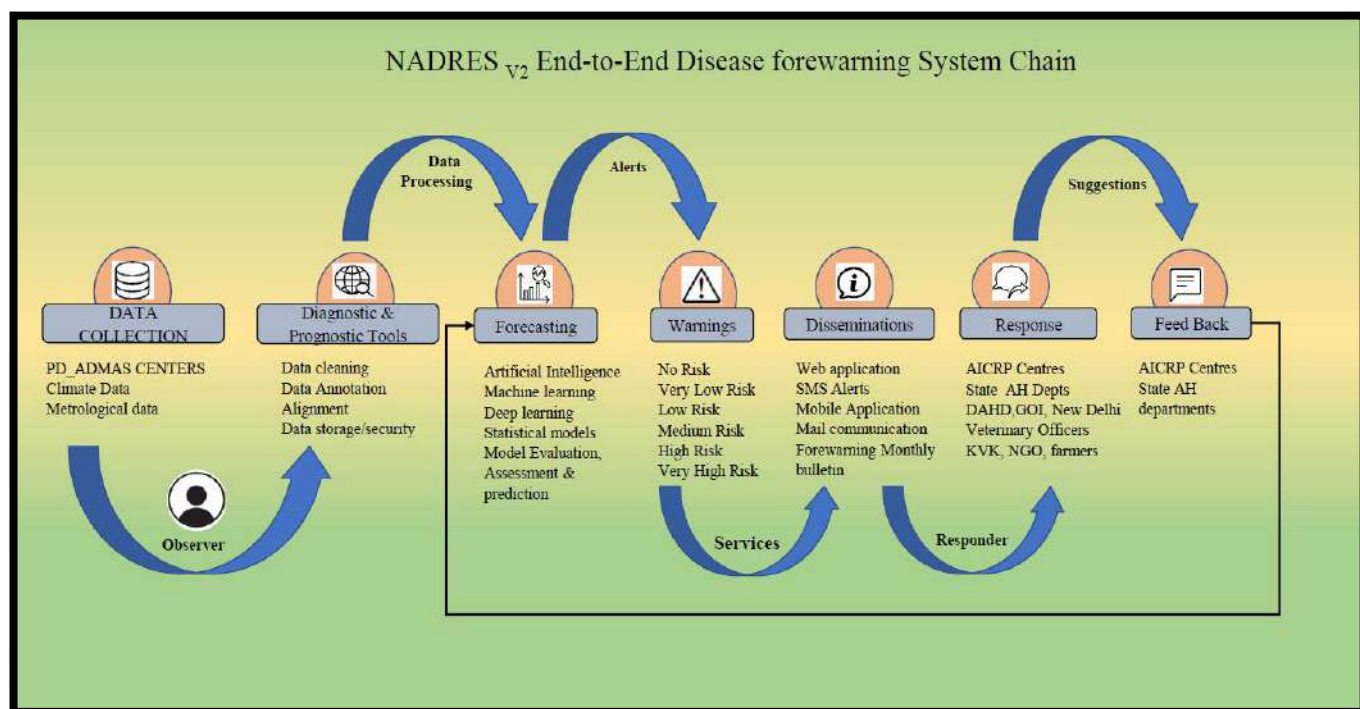 NADRES V2 End-to-End Disease forewarning System Chain
Data
Processing
Alerts
Suggestions
DATA
COLLECTION
PD_ADMAS CENTERS
Climate Data
Metrological data
Observer
Diagnostic &
Prognostic Tools
Data cleaning
Data Annotation
Alignment
Data storage/security
Forecasting
Artificial Intelligence
Machine learning
Deep learning
Statistical models
Model Evaluation,
Assessment &
prediction
Warnings
No Risk
Very Low Risk
Low Risk
Medium Risk
High Risk
Very High Risk
Services
Disseminations
Web application
SMS Alerts
Mobile Application
Mail communication
Forewarning Monthly
bulletin
Responder
Response
AICRP Centres
State AH Depts
DAHD,GOI, New Delhi
Veterinary Officers
KVK, NGO, farmers
Feed Back
AICRP Centres
State AH
departments